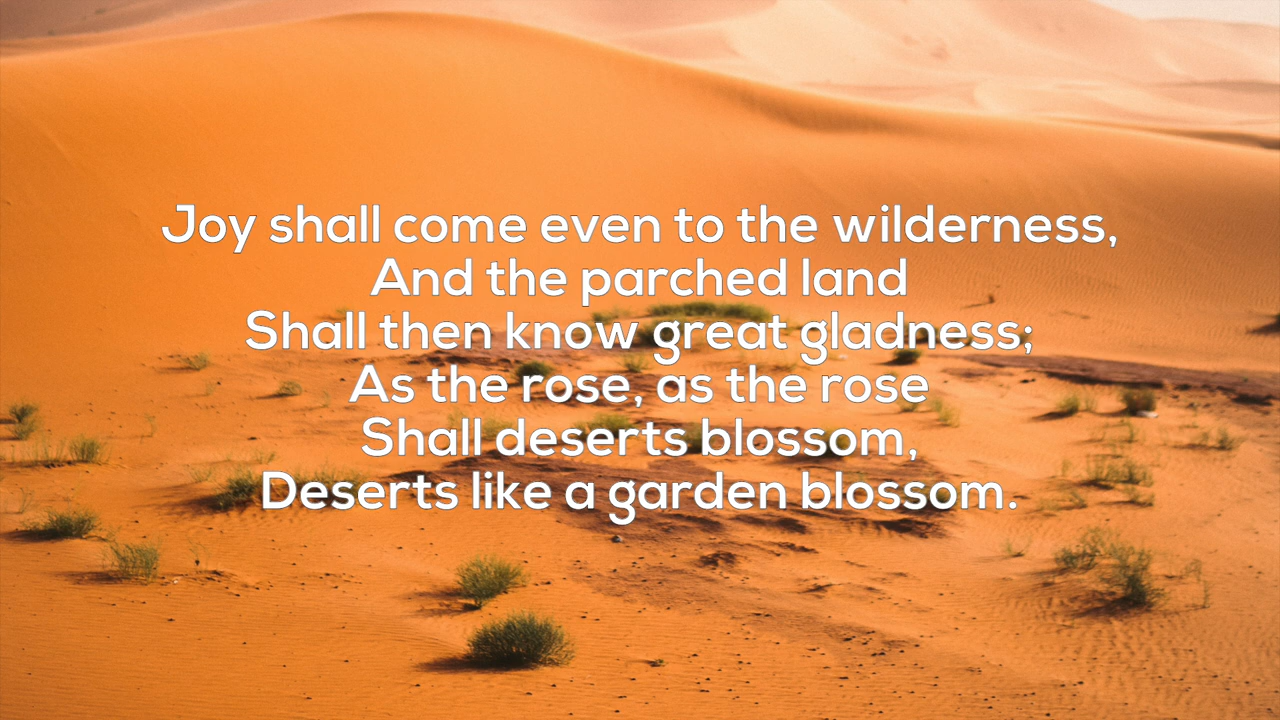 Joy shall come even to the wilderness,
And the parched land
Shall then know great gladness;
As the rose, as the rose
Shall deserts blossom,
Deserts like a garden blossom.